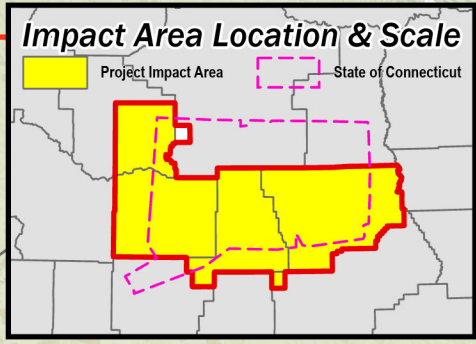 Impact Area Location & Scale
Project Impact Area
State of Connecticut